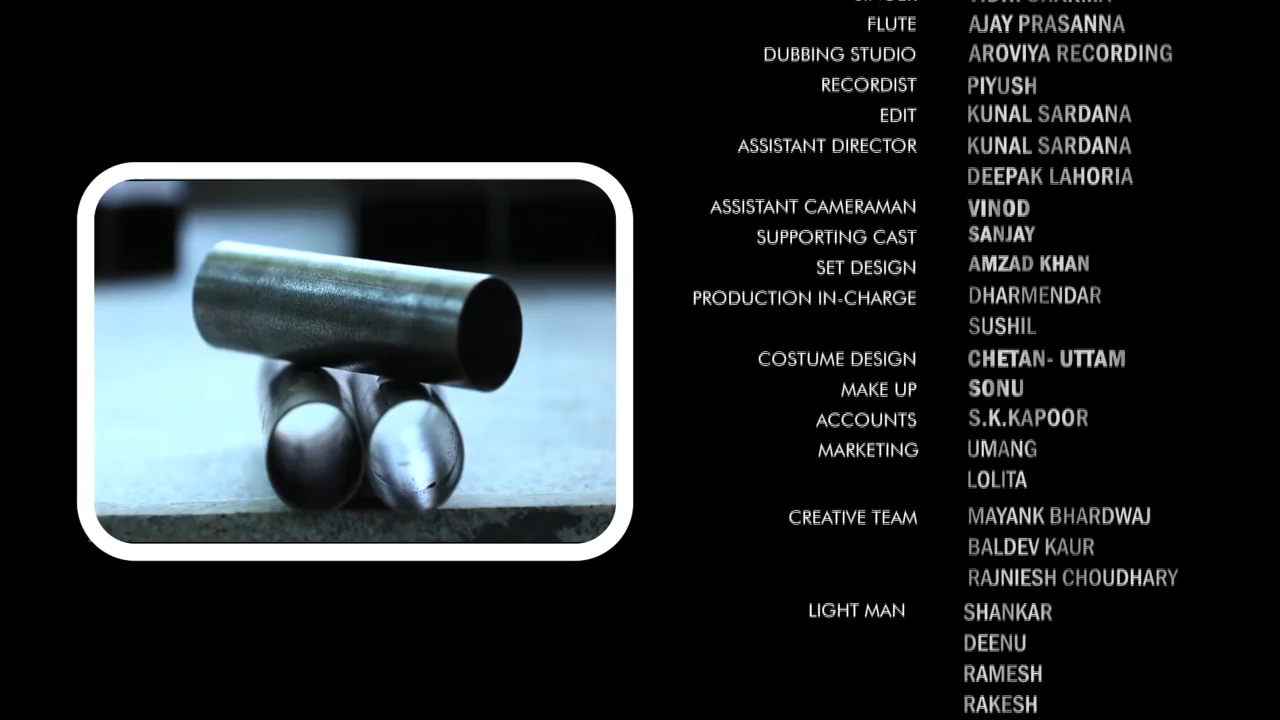 FLUTE AJAY PRASANNA
DUBBING STUDIO AROVIYA RECORDING
RECORDIST PIYUSH
EDIT KUNAL SARDANA
ASSISTANT DIRECTOR KUNAL SARDANA
DEEPAK LAHORIA
ASSISTANT CAMERAMAN VINOD
SUPPORTING CAST SANJAY
SET DESIGN AMZAD KHAN
PRODUCTION IN-CHARGE DHARMENDAR
SUSHIL
COSTUME DESIGN CHETAN- UTTAM
MAKE UP SONU
ACCOUNTS S.K.KAPOOR
MARKETING UMANG
LOLITA
CREATIVE TEAM MAYANK BHARDWAJ
BALDEV KAUR
RAJNIESH CHOUDHARY
LIGHT MAN SHANKAR
DEENU
RAMESH
RAKESH